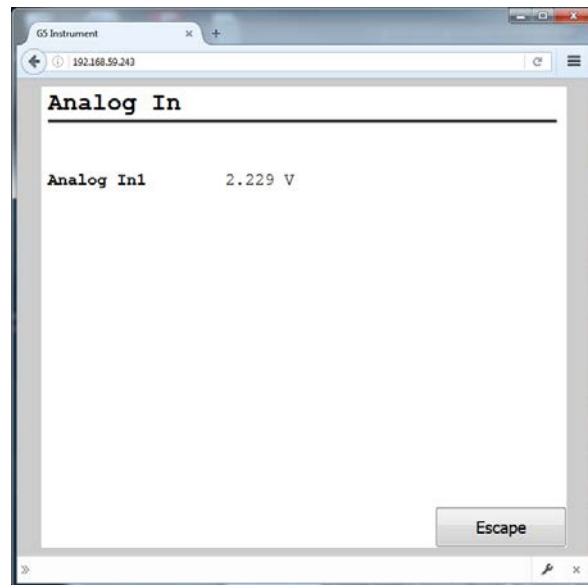 G5 Instrument
192.168.59.243
Analog In
Analog In1 2.229 V
Escape